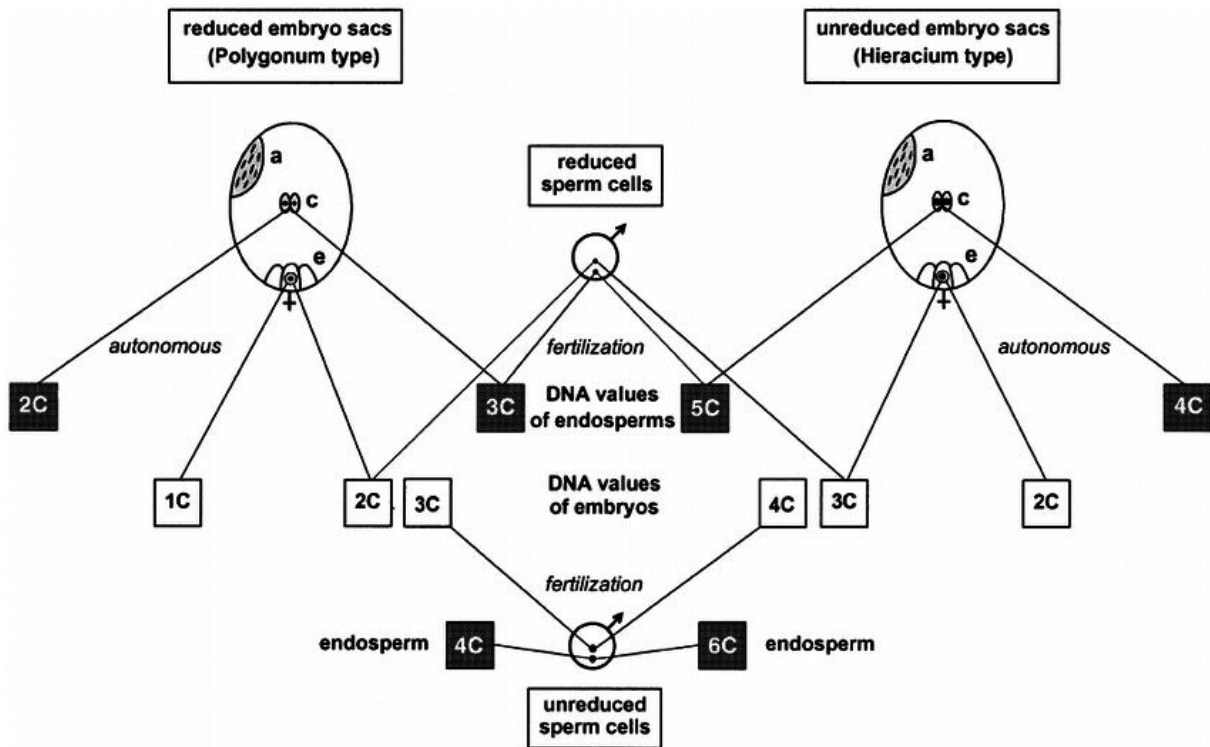 reduced embryo sacs
(Polygonum type)
unreduced embryo sacs
(Hieracium type)
reduced
sperm cells
a
c
e
a
c
e
autonomous
fertilization
autonomous
2C
3C
DNA values
of endosperms
5C
4C
1C
2C
3C
DNA values
of embryos
4C
3C
2C
fertilization
endosperm
4C
6C
endosperm
unreduced
sperm cells